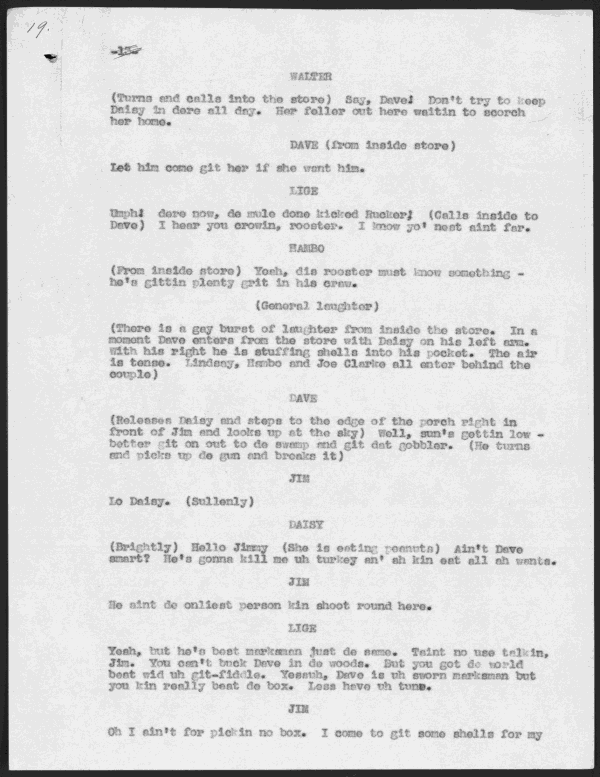 19.
-13-
WALTER
(Turns and calls into the store) Say, Dave! Don't try to keep
Daisy in dere all day. Her feller out here waitin to scorch
her home.
DAVE (from inside store)
Let him come git her if she want him.
LIGE
Umph! dere now, de mule done kicked Rucker! (Calls inside to
Dave) I hear you crowin, rooster. I know yo' nest aint far.
HAMBO
(From inside store) Yeah, dis rooster must know something -
he's gittin plenty grit in his craw.
(General laughter)
(There is a gay burst of laughter from inside the store. In a
moment Dave enters from the store with Daisy on his left arm.
With his right he is stuffing shells into his pocket. The air
is tense. Lindsay, Hambo and Joe Clarke all enter behind the
couple)
DAVE
(Releases Daisy and steps to the edge of the porch right in
front of Jim and looks up at the sky) Well, sun's gettin low -
better git on out to de swamp and git dat gobbler. (He turns
and picks up de gun and breaks it)
JIM
Lo Daisy. (Sullenly)
DAISY
(Brightly) Hello Jimmy (She is eating peanuts) Ain't Dave
smart? He's gonna kill me uh turkey an' ah kin eat all ah wants.
JIM
He aint de onliest person kin shoot round here.
LIGE
Yeah, but he's best marksman just de same. Taint no use talkin,
Jim. You can't buck Dave in de woods. But you got de world
beat wid uh git-fiddle. Yessuh, Dave is uh sworn marksman but
you kin really beat de box. Less have uh tune.
JIM
Oh I ain't for pickin no box. I come to git some shells for my